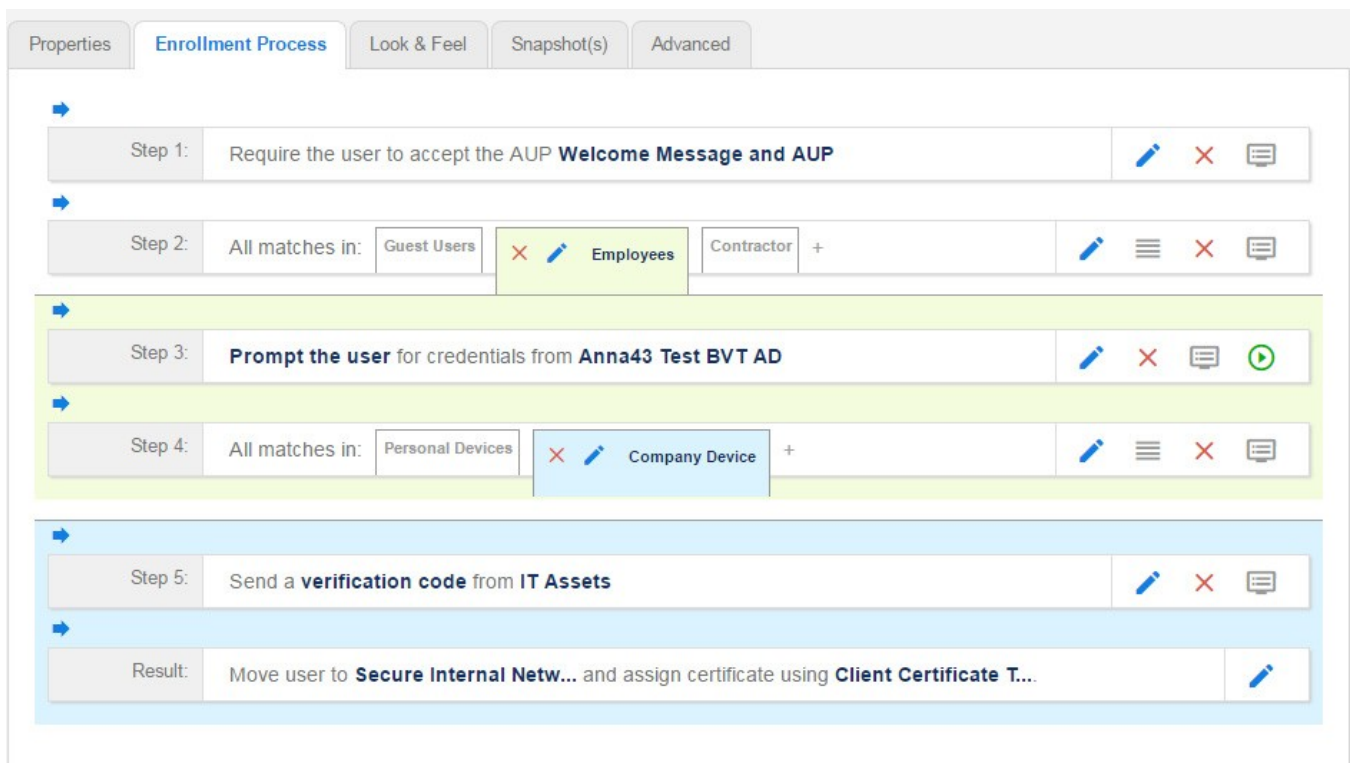 Properties Enrollment Process Look & Feel Snapshot(s) Advanced
Step 1: Require the user to accept the AUP Welcome Message and AUP
Step 2: All matches in: Guest Users Employees Contractor +
Step 3: Prompt the user for credentials from Anna43 Test BVT AD
Step 4: All matches in: Personal Devices Company Device +
Step 5: Send a verification code from IT Assets
Result: Move user to Secure Internal Netw... and assign certificate using Client Certificate T....